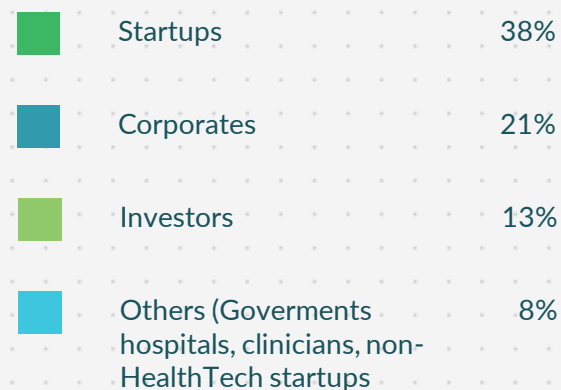 Startups 38%
Corporates 21%
Investors 13%
Others (Goverments 8%
hospitals, clinicians, non-
HealthTech startups